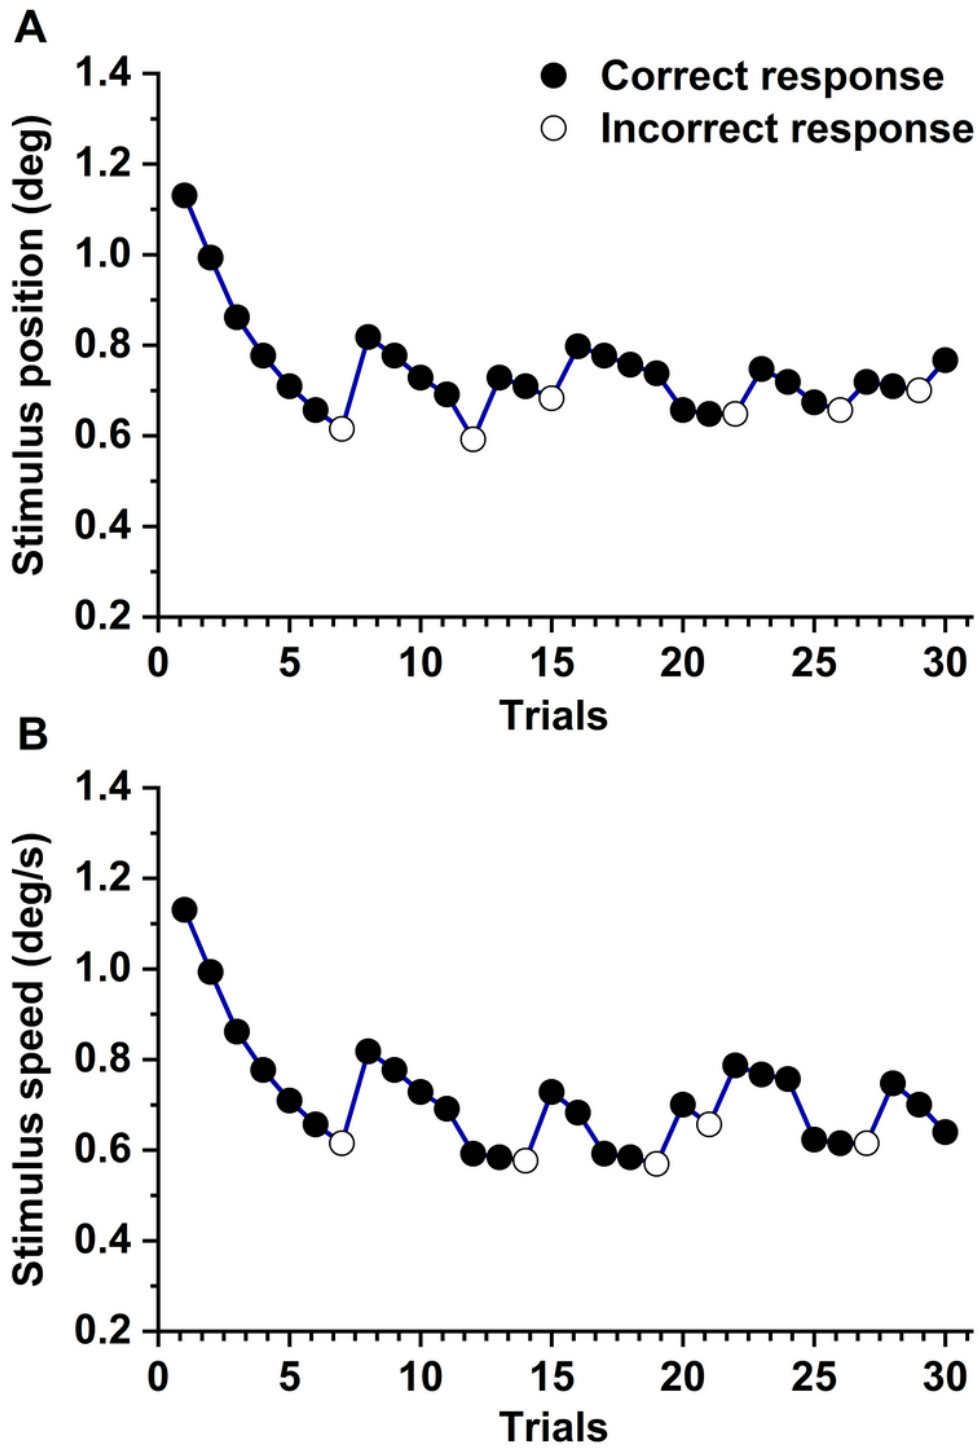 A
Correct response
Incorrect response
Stimulus position (deg)
1.4
1.2
1.0
0.8
0.6
0.4
0.2
0 5 10 15 20 25 30
Trials
B
Stimulus speed (deg/s)
1.4
1.2
1.0
0.8
0.6
0.4
0.2
0 5 10 15 20 25 30
Trials